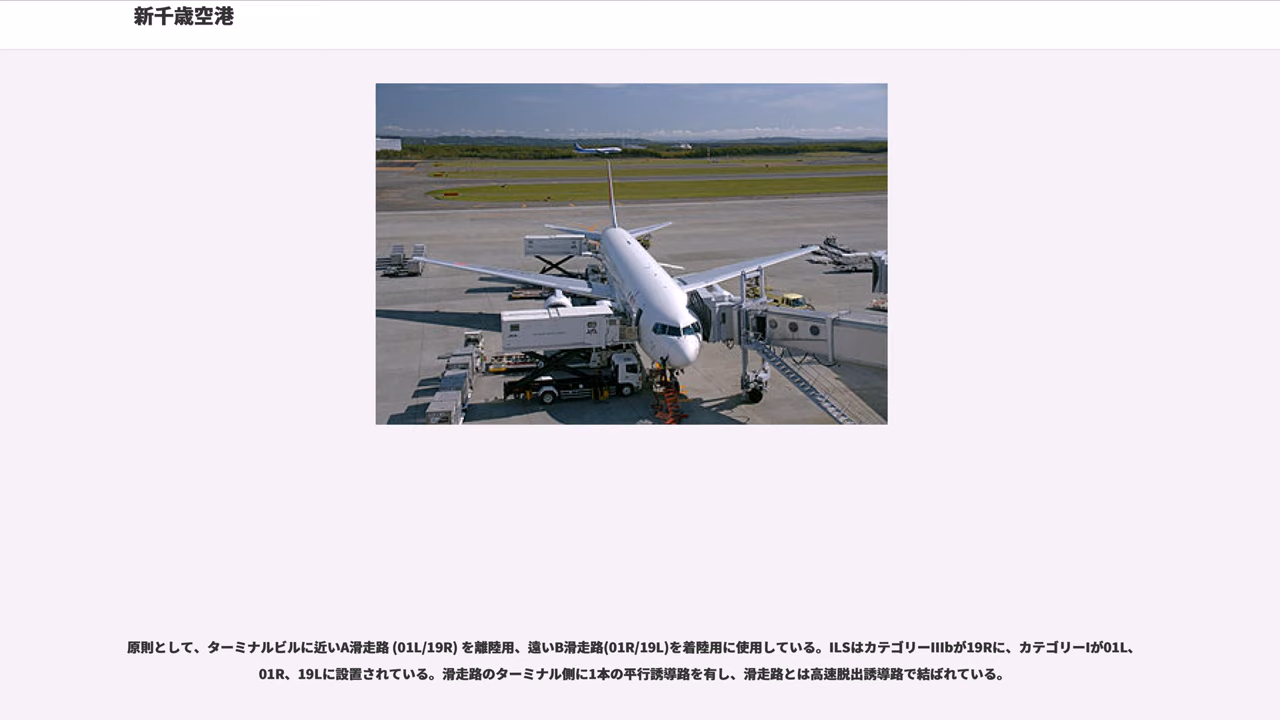 新千歳空港
原則として、ターミナルビルに近いA滑走路 (01L/19R) を離陸用、遠いB滑走路(01R/19L)を着陸用に使用している。ILSはカテゴリーIIIbが19Rに、カテゴリーIが01L、
01R、19Lに設置されている。滑走路のターミナル側に1本の平行誘導路を有し、滑走路とは高速脱出誘導路で結ばれている。